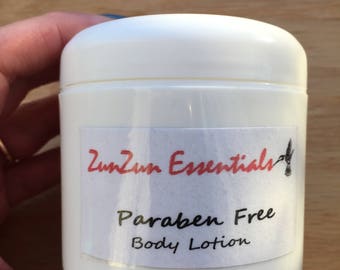 ZunZun Essentials
Paraben Free
Body Lotion